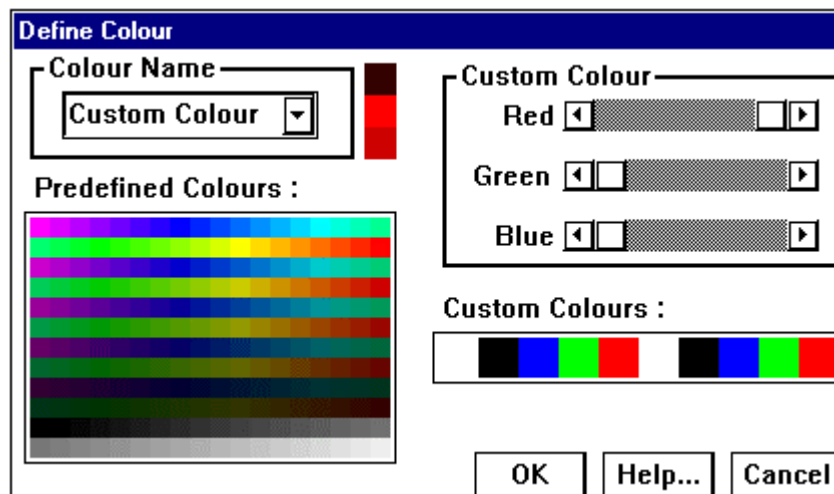 Define Colour
Colour Name
Custom Colour
Predefined Colours :
Custom Colour
Red
Green
Blue
Custom Colours :
OK
Help...
Cancel